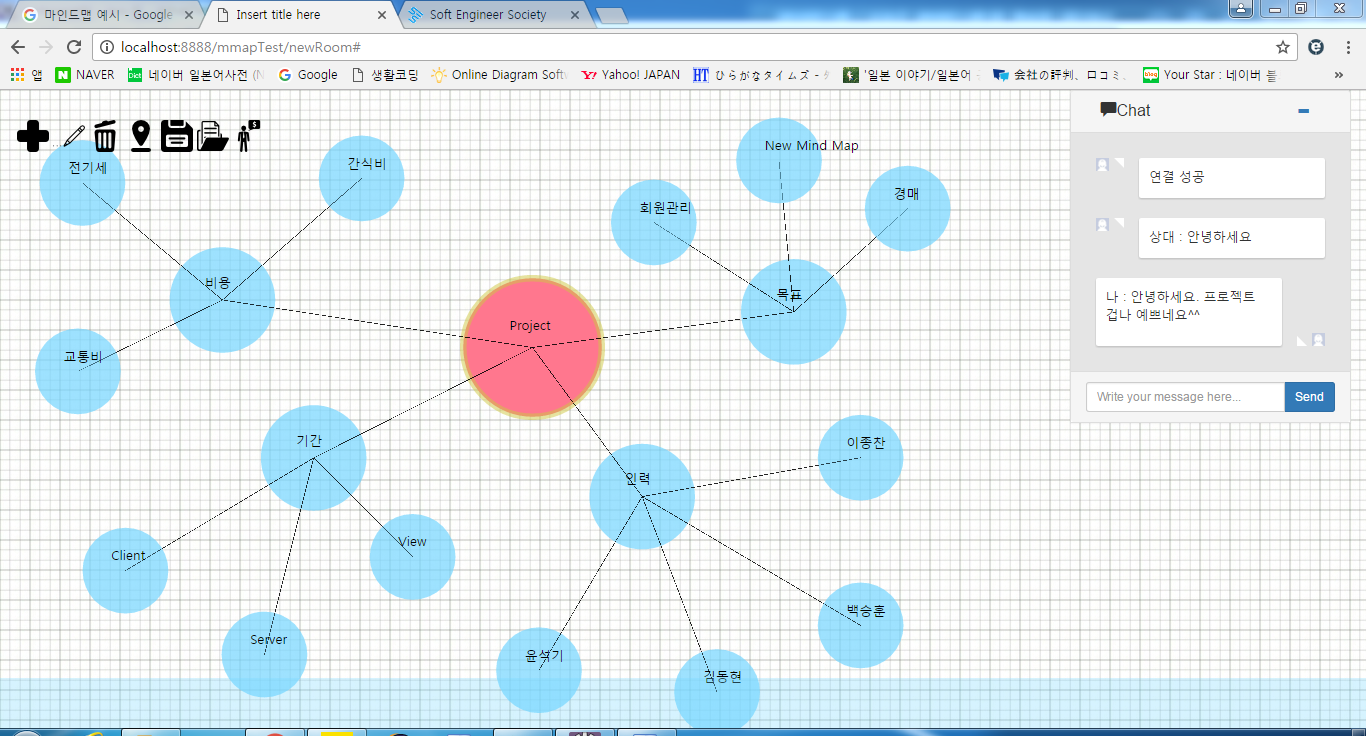 마인드맵 예시 - Google
Insert title here
Soft Engineer Society
localhost:8888/mmapTest/newRoom#
앱
NAVER
네이버 일본어사전 (N
Google
생활코딩
Online Diagram Softw
Yahoo! JAPAN
HT ひらがなタイムズ -
'일본 이야기/일본어
会社の評判、口コミ、
Your Star : 네이버 블
»
Chat
연결 성공
상대 : 안녕하세요
나 : 안녕하세요. 프로젝트
겁나 예쁘네요^^
Write your message here...
Send
New Mind Map
전기세
간식비
경매
회원관리
비용
목표
Project
교통비
기간
이종찬
인력
View
Client
백승훈
Server
윤석기
김동현